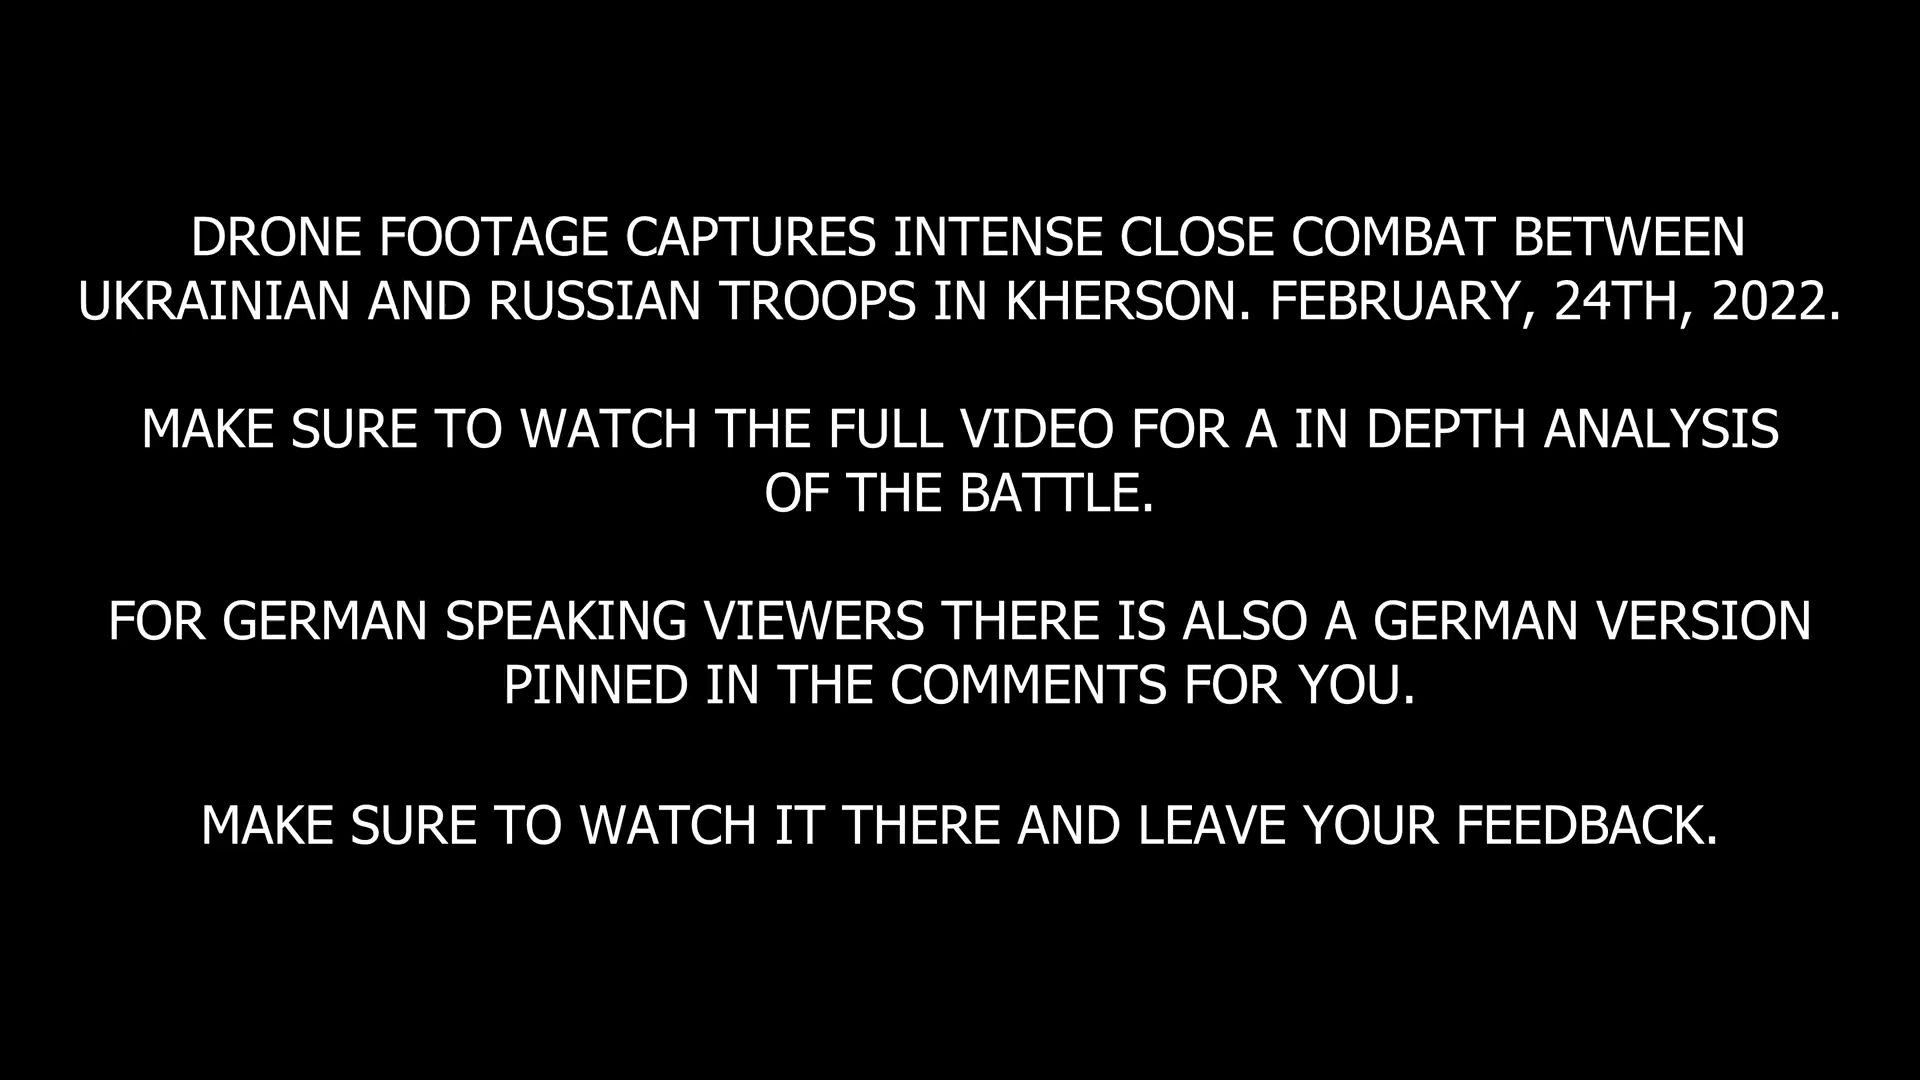 DRONE FOOTAGE CAPTURES INTENSE CLOSE COMBAT BETWEEN
UKRAINIAN AND RUSSIAN TROOPS IN KHERSON. FEBRUARY, 24TH, 2022.
MAKE SURE TO WATCH THE FULL VIDEO FOR A IN DEPTH ANALYSIS
OF THE BATTLE.
FOR GERMAN SPEAKING VIEWERS THERE IS ALSO A GERMAN VERSION
PINNED IN THE COMMENTS FOR YOU.
MAKE SURE TO WATCH IT THERE AND LEAVE YOUR FEEDBACK.